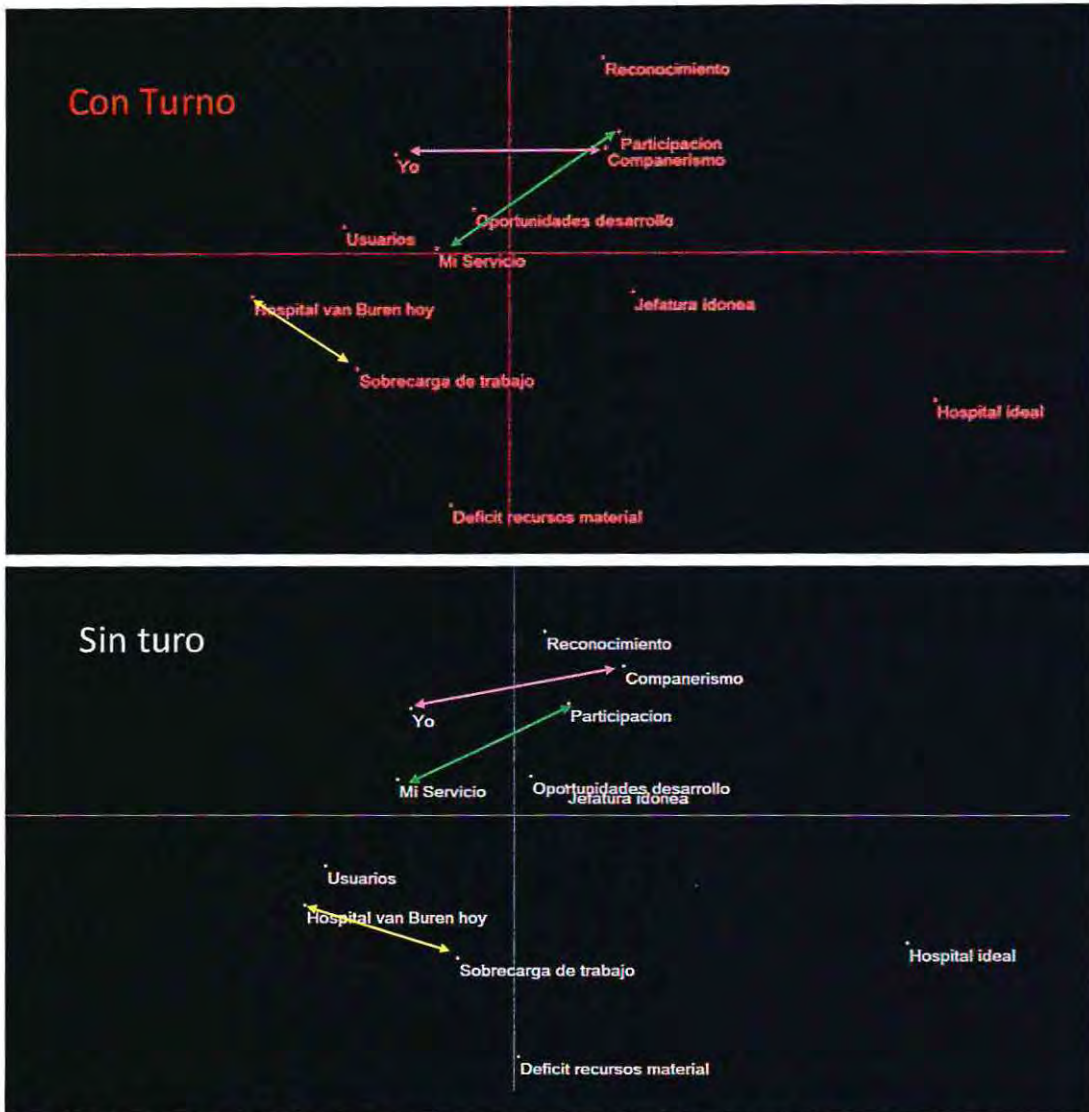 Con Turno
Reconocimiento
Participacion
Companerismo
Yo
Oportunidades desarrollo
Usuarios
Mi Servicio
Jefatura idonea
Hospital van Buren hoy
Sobrecarga de trabajo
Hospital ideal
Deficit recursos material
Sin turo
Reconocimiento
Companerismo
Yo
Participacion
Mi Servicio
Oportunidades desarrollo
Jefatura idonea
Usuarios
Hospital van Buren hoy
Sobrecarga de trabajo
Hospital ideal
Deficit recursos material